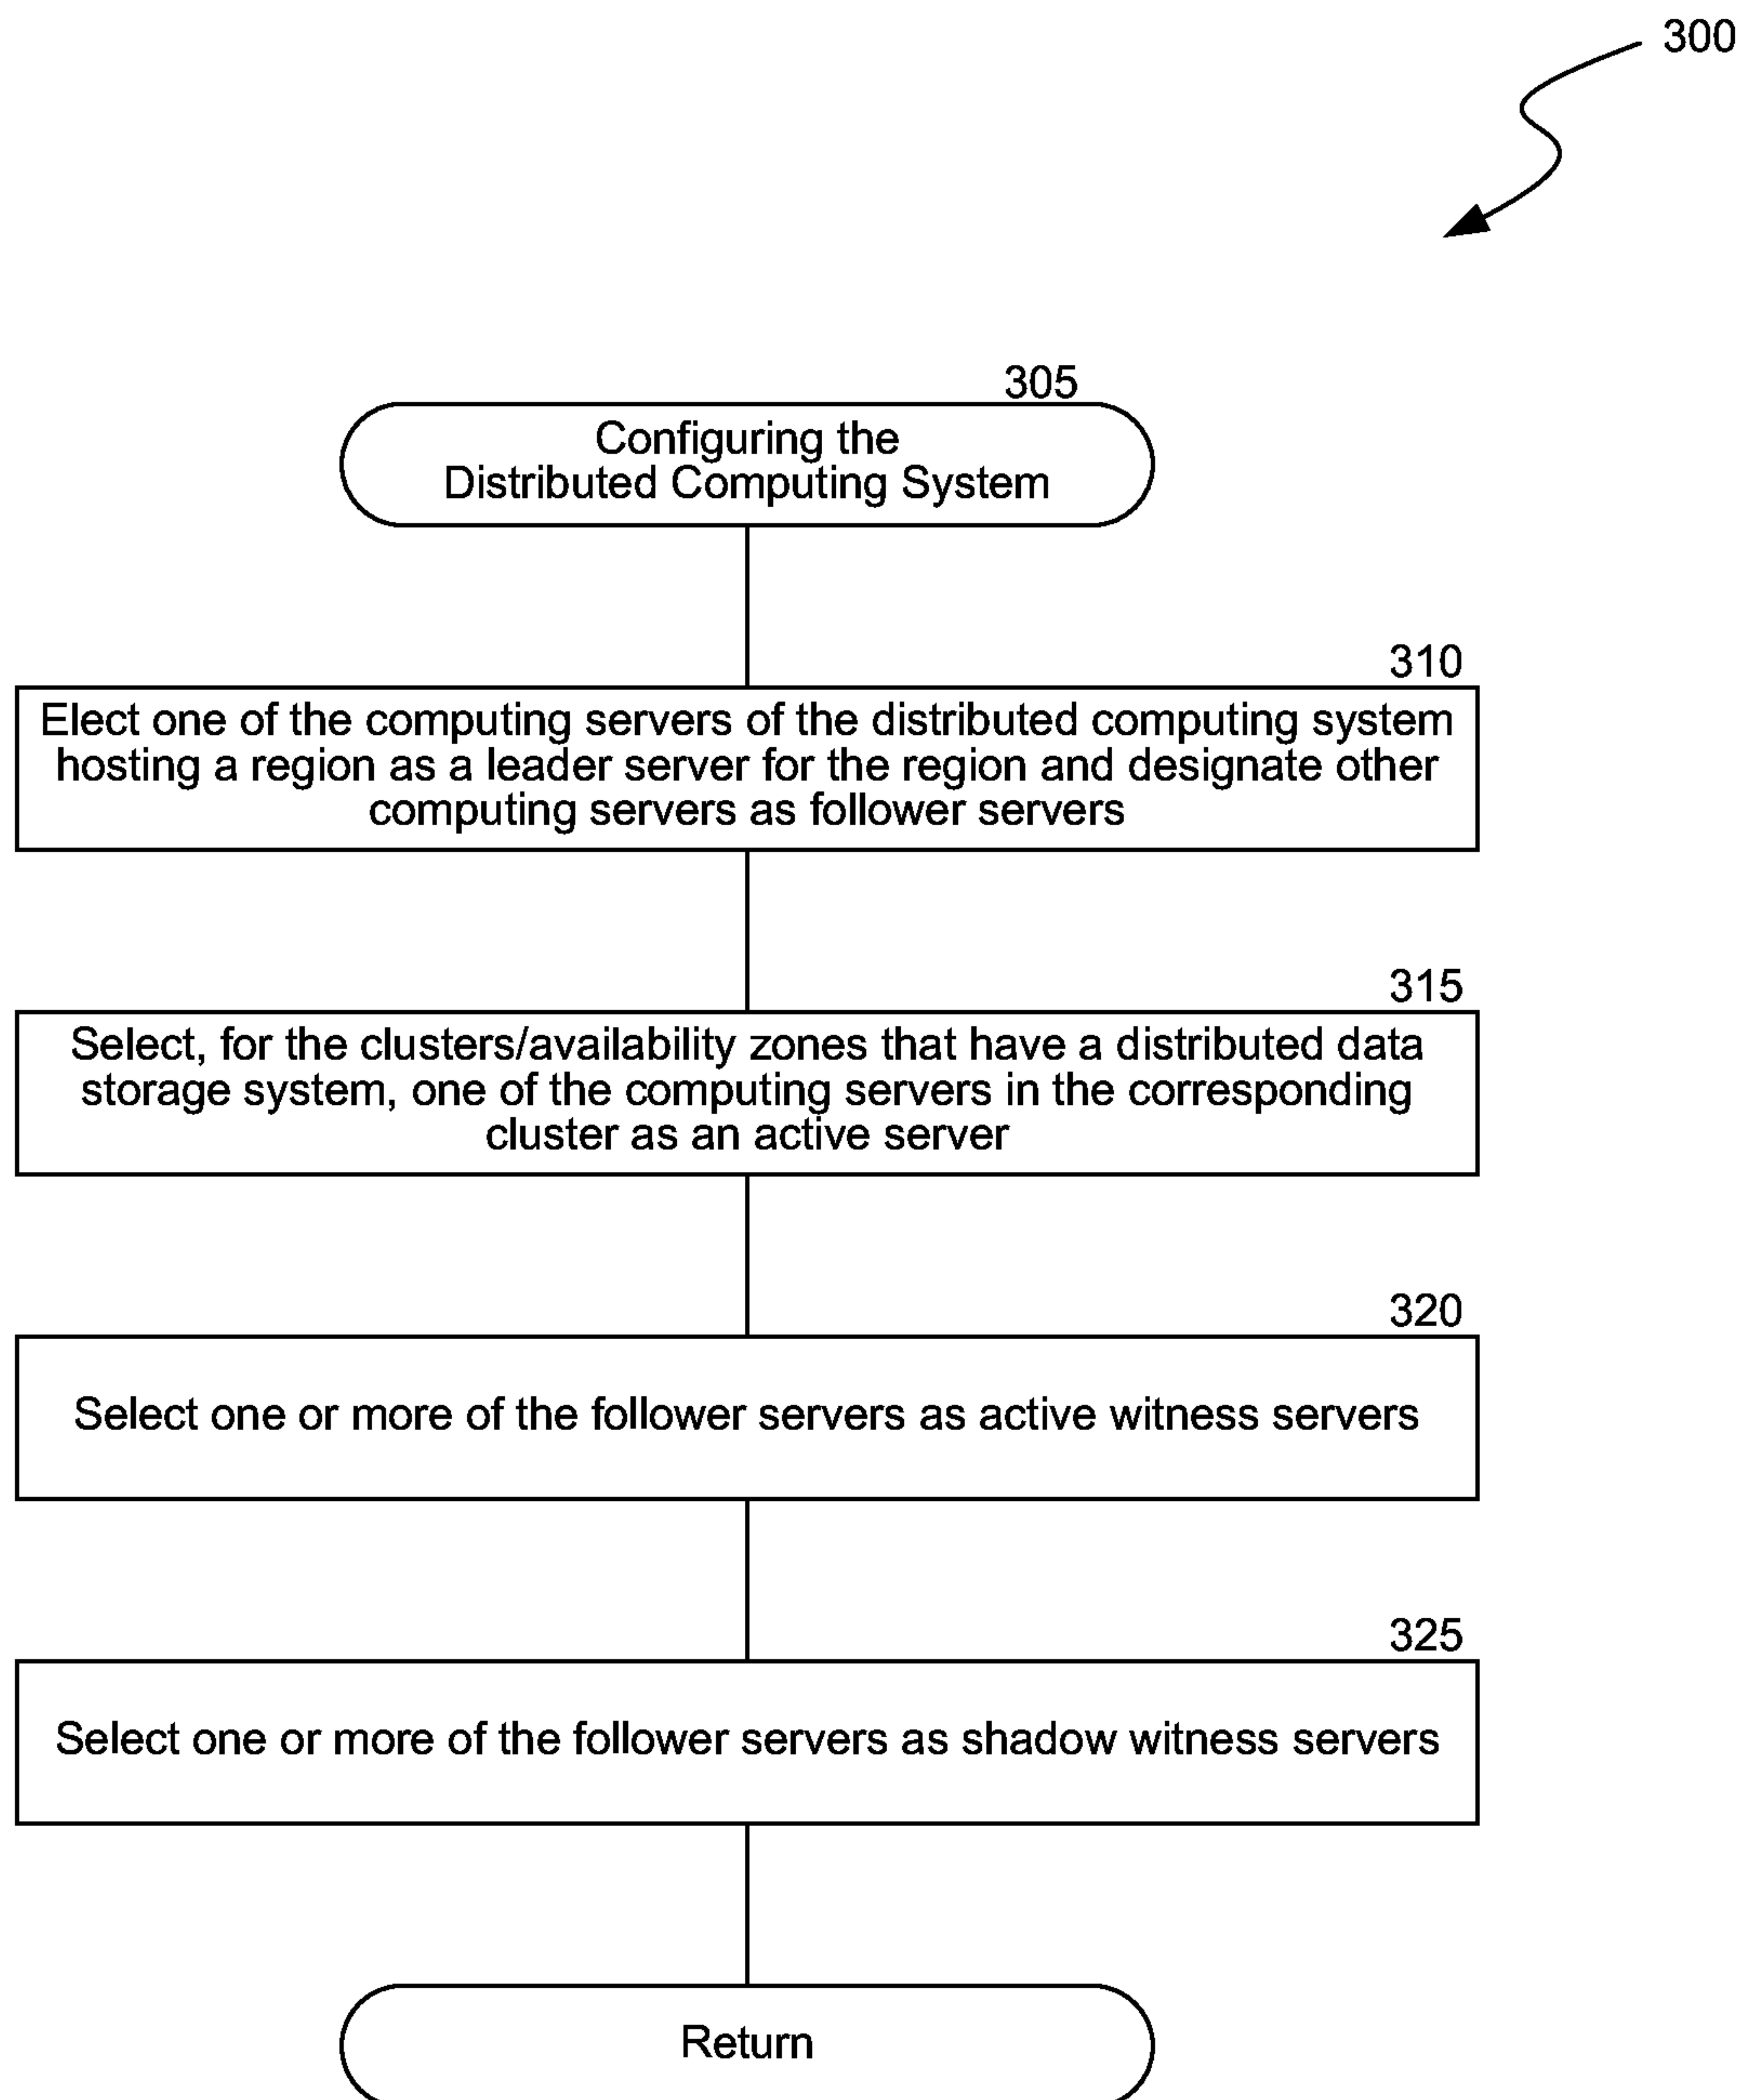 300
305
Configuring the
Distributed Computing System
310
Elect one of the computing servers of the distributed computing system
hosting a region as a leader server for the region and designate other
computing servers as follower servers
315
Select, for the clusters/availability zones that have a distributed data
storage system, one of the computing servers in the corresponding
cluster as an active server
320
Select one or more of the follower servers as active witness servers
325
Select one or more of the follower servers as shadow witness servers
Return